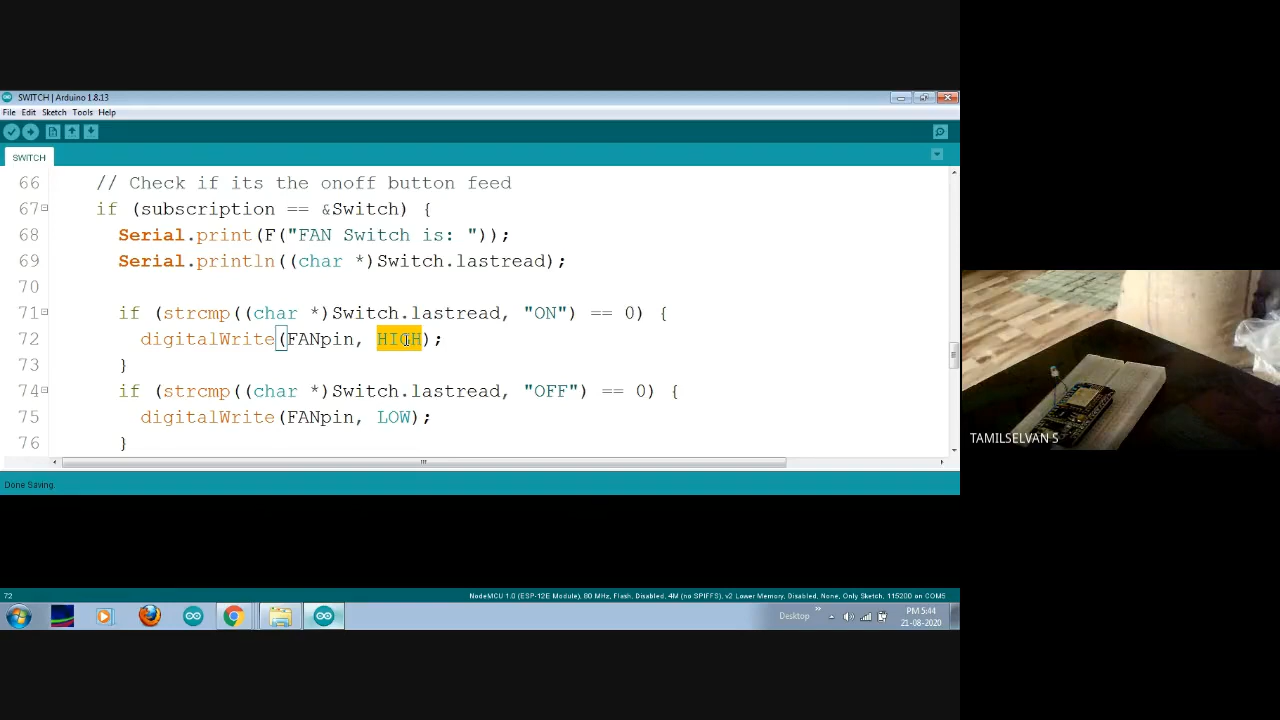 SWITCH | Arduino 1.8.13
File Edit Sketch Tools Help
SWITCH
66 // Check if its the onoff button feed
67 if (subscription == &Switch) {
68 Serial.print(F("FAN Switch is: "));
69 Serial.println((char *)Switch.lastread);
70
71 if (strcmp((char *)Switch.lastread, "ON") == 0) {
72 digitalWrite(FANpin, HIGH);
73 }
74 if (strcmp((char *)Switch.lastread, "OFF") == 0) {
75 digitalWrite(FANpin, LOW);
76 }
TAMILSELVAN S
Done Saving.
72 NodeMCU 1.0 (ESP-12E Module), 80 MHz, Flash, Disabled, 4M (no SPIFFS), v2 Lower Memory, Disabled, None, Only Sketch, 115200 on COM5
Desktop
PM 5:44
21-08-2020